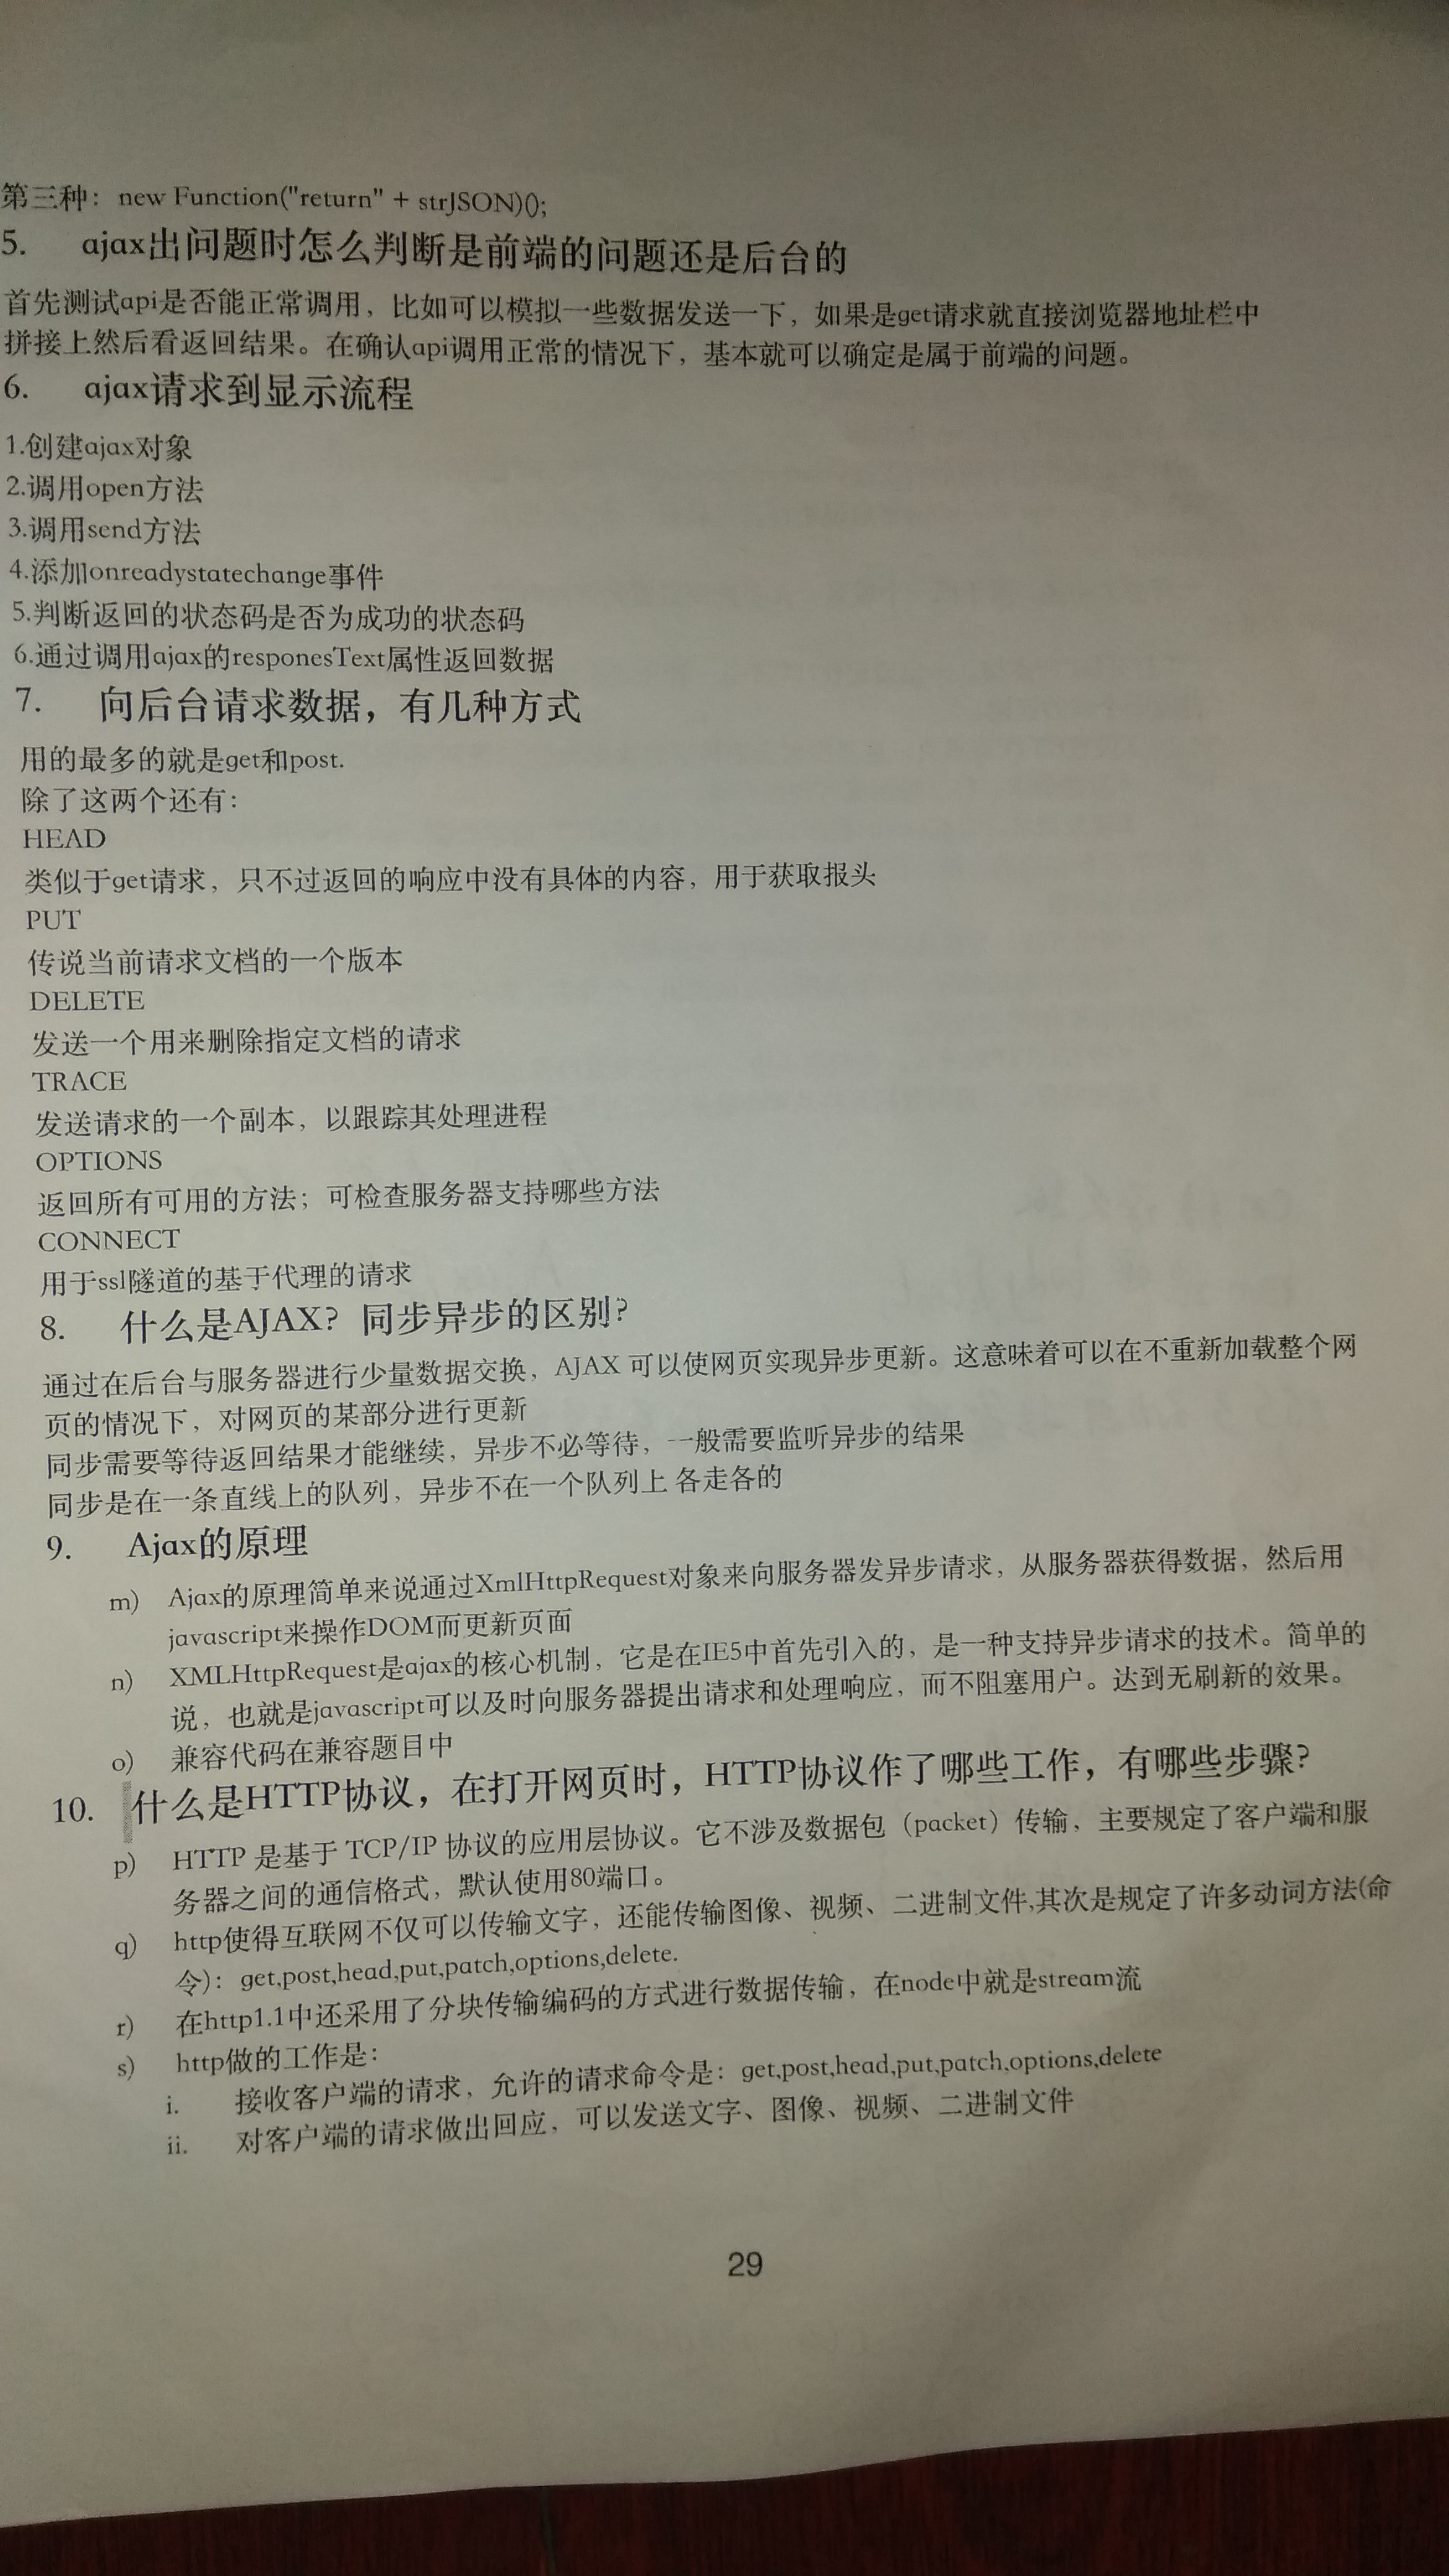 第三种：new Function("return" + strJSON)();
5. ajax出问题时怎么判断是前端的问题还是后台的
首先测试api是否能正常调用，比如可以模拟一些数据发送一下，如果是get请求就直接浏览器地址栏中
拼接上然后看返回结果。在确认api调用正常的情况下，基本就可以确定是属于前端的问题。
6. ajax请求到显示流程
1.创建ajax对象
2.调用open方法
3.调用send方法
4.添加onreadystatechange事件
5.判断返回的状态码是否为成功的状态码
6.通过调用ajax的responesText属性返回数据
7. 向后台请求数据，有几种方式
用的最多的就是get和post.
除了这两个还有：
HEAD
类似于get请求，只不过返回的响应中没有具体的内容，用于获取报头
PUT
传说当前请求文档的一个版本
DELETE
发送一个用来删除指定文档的请求
TRACE
发送请求的一个副本，以跟踪其处理进程
OPTIONS
返回所有可用的方法；可检查服务器支持哪些方法
CONNECT
用于ssl隧道的基于代理的请求
8. 什么是AJAX？同步异步的区别？
通过在后台与服务器进行少量数据交换，AJAX 可以使网页实现异步更新。这意味着可以在不重新加载整个网
页的情况下，对网页的某部分进行更新
同步需要等待返回结果才能继续，异步不必等待，一般需要监听异步的结果
同步是在一条直线上的队列，异步不在一个队列上 各走各的
9. Ajax的原理
m) Ajax的原理简单来说通过XmlHttpRequest对象来向服务器发异步请求，从服务器获得数据，然后用
javascript来操作DOM而更新页面
n) XMLHttpRequest是ajax的核心机制，它是在IE5中首先引入的，是一种支持异步请求的技术。简单的
说，也就是javascript可以及时向服务器提出请求和处理响应，而不阻塞用户。达到无刷新的效果。
o) 兼容代码在兼容题目中
10. 什么是HTTP协议，在打开网页时，HTTP协议作了哪些工作，有哪些步骤？
p) HTTP 是基于 TCP/IP 协议的应用层协议。它不涉及数据包（packet）传输，主要规定了客户端和服
务器之间的通信格式，默认使用80端口。
q) http使得互联网不仅可以传输文字，还能传输图像、视频、二进制文件,其次是规定了许多动词方法(命
令)：get,post,head,put,patch,options,delete.
r) 在http1.1中还采用了分块传输编码的方式进行数据传输，在node中就是stream流
s) http做的工作是：
i. 接收客户端的请求，允许的请求命令是：get,post,head,put,patch,options,delete
ii. 对客户端的请求做出回应，可以发送文字、图像、视频、二进制文件
29